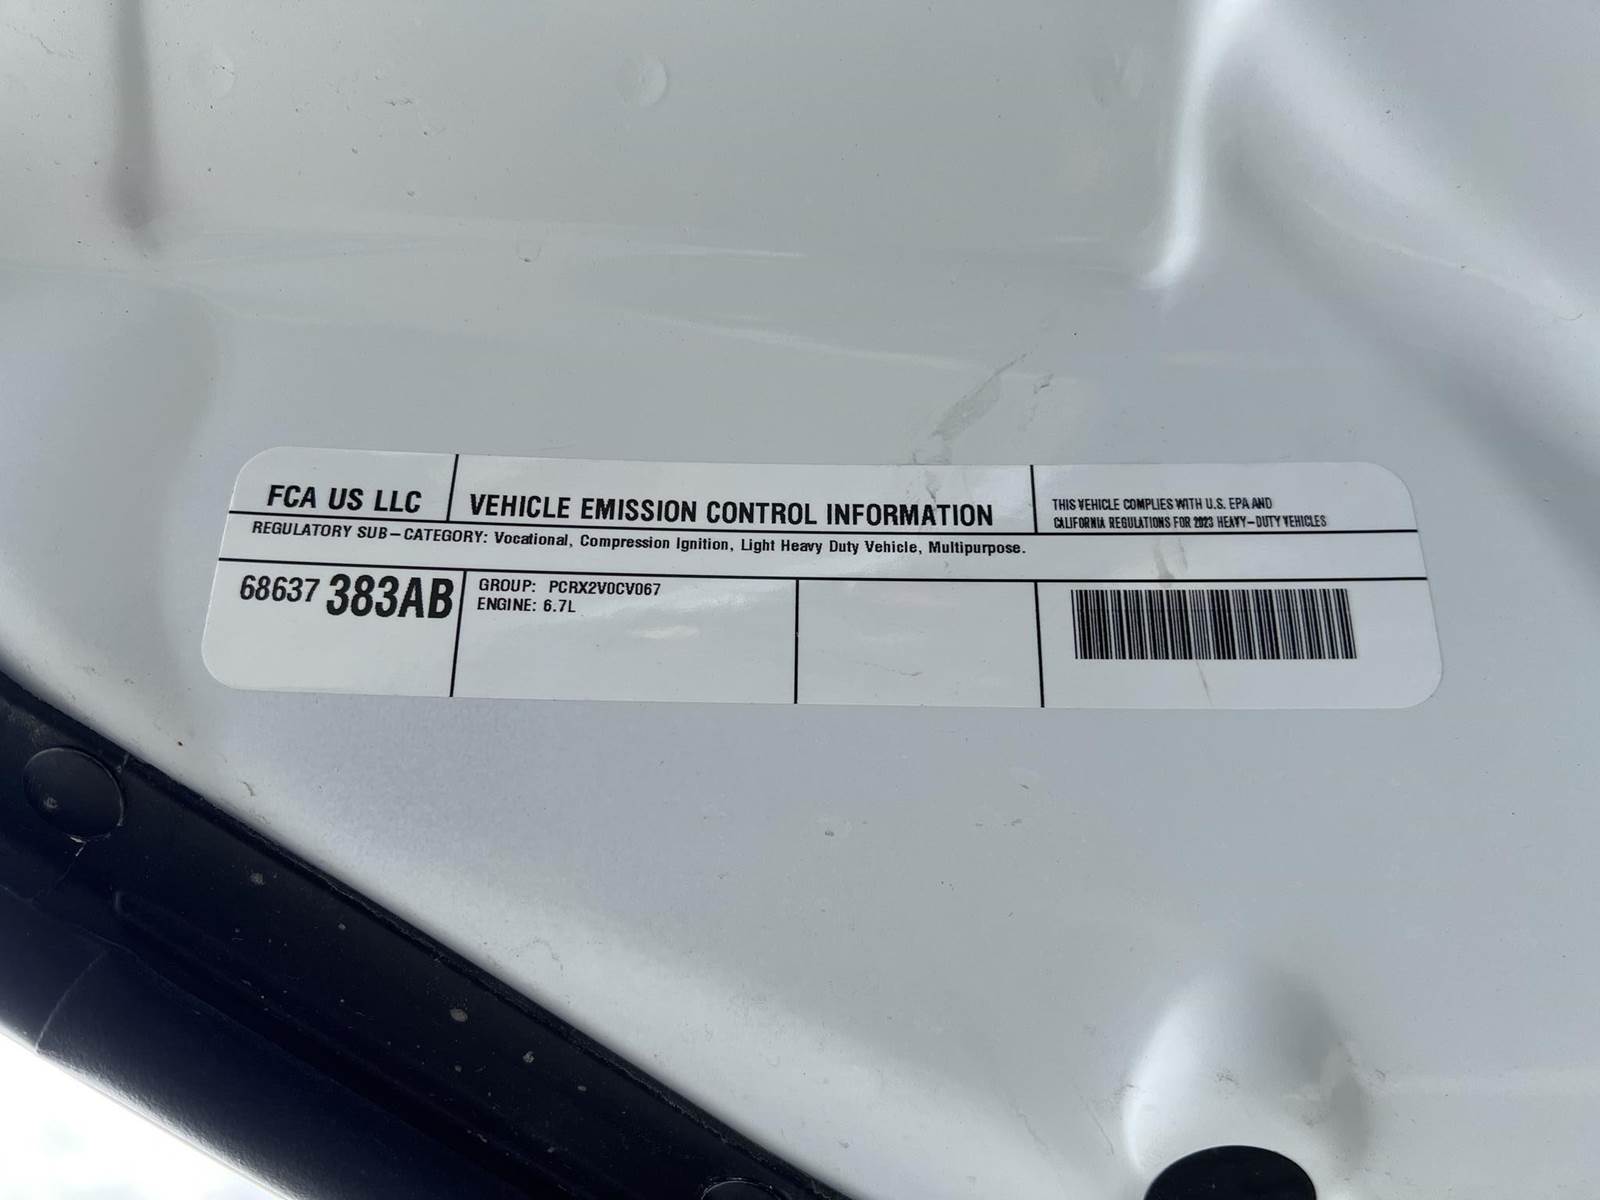 FCA US LLC
VEHICLE EMISSION CONTROL INFORMATION
THIS VEHICLE COMPLIES WITH U.S. EPA AND
CALIFORNIA REGULATIONS FOR 2023 HEAVY-DUTY VEHICLES
REGULATORY SUB-CATEGORY: Vocational, Compression Ignition, Light Heavy Duty Vehicle, Multipurpose.
68637 383AB
GROUP: PCRX2V0CV067
ENGINE: 6.7L